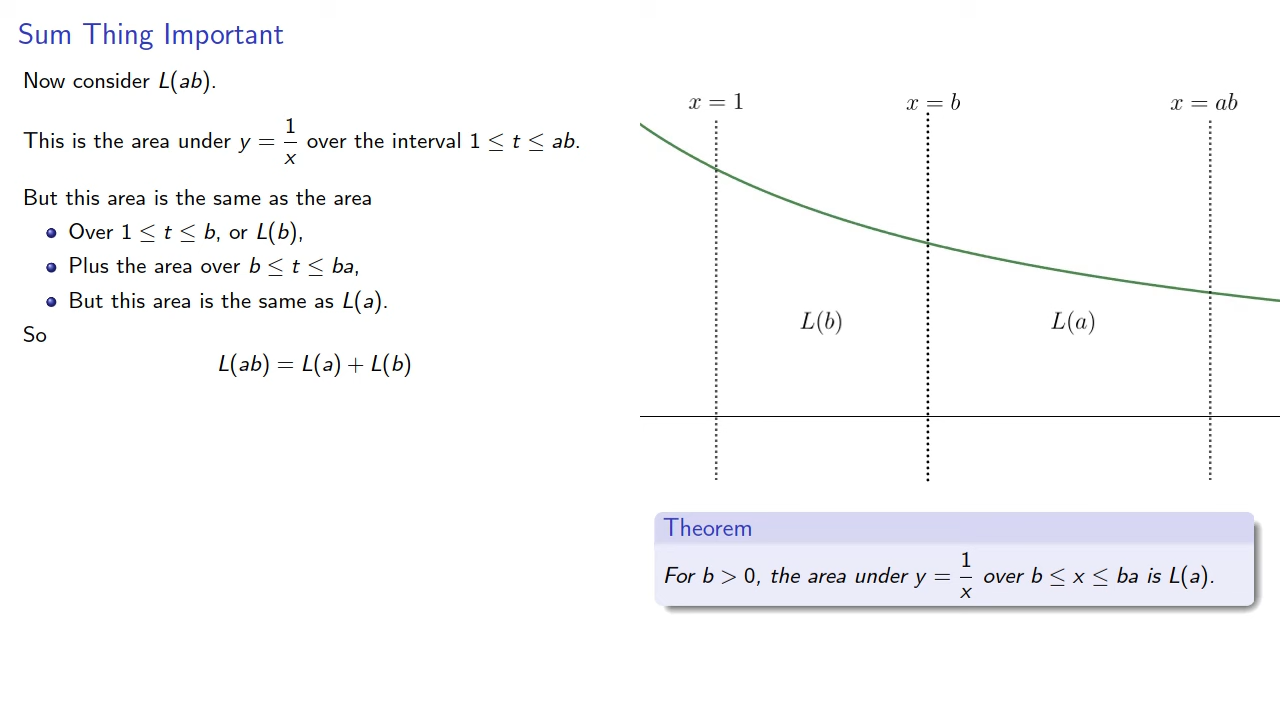 Sum Thing Important
Now consider L(ab).
This is the area under y = 1/x over the interval 1 ≤ t ≤ ab.
But this area is the same as the area
Over 1 ≤ t ≤ b, or L(b),
Plus the area over b ≤ t ≤ ba,
But this area is the same as L(a).
So
L(ab) = L(a) + L(b)
x = 1
x = b
x = ab
L(b)
L(a)
Theorem
For b > 0, the area under y = 1/x over b ≤ x ≤ ba is L(a).